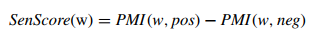 SenScore(w) = PMI(w, pos) − PMI(w, neg)